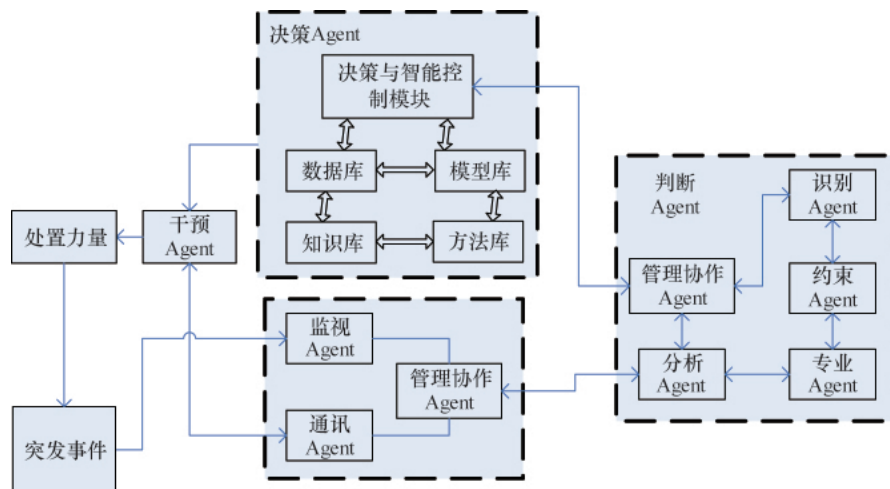 决策Agent
决策与智能控
制模块
数据库
模型库
知识库
方法库
处置力量
干预
Agent
突发事件
监视
Agent
管理协作
Agent
通讯
Agent
判断
Agent
识别
Agent
管理协作
Agent
约束
Agent
分析
Agent
专业
Agent